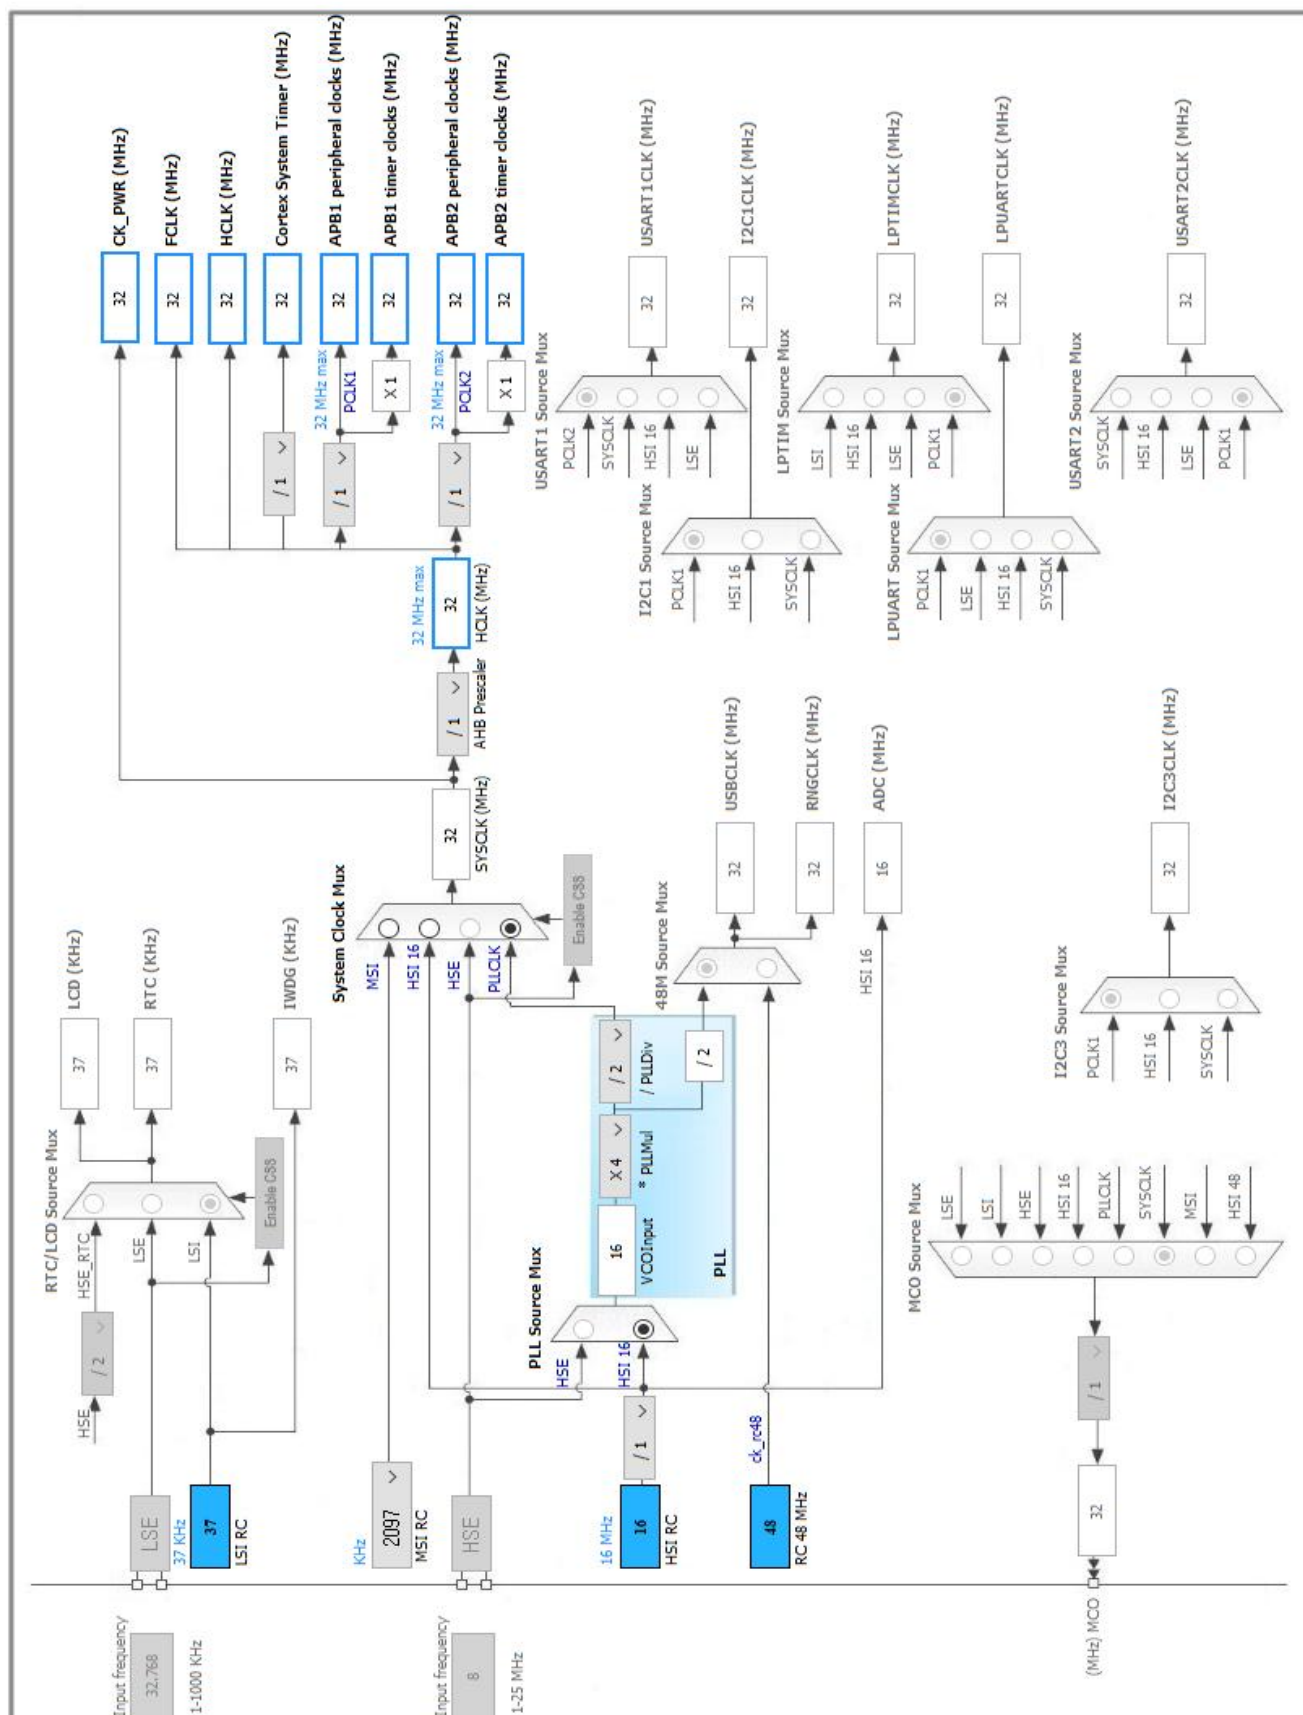 Input frequency
32.768
1-1000 KHz
LSE
37 KHz
37
LSI RC
HSE
/ 2
HSE_RTC
LSE
LSI
RTC/LCD Source Mux
Enable CSS
37
LCD (KHz)
37
RTC (KHz)
37
IWDG (KHz)
KHz
2097
MSI RC
Input frequency
8
1-25 MHz
HSE
16 MHz
16
HSI RC
/ 1
48
RC 48 MHz
ck_rc48
PLL Source Mux
HSE
HSI 16
16
VCOInput
X 4
* PLLMul
/ 2
/ PLLDiv
/ 2
PLL
System Clock Mux
MSI
HSI 16
HSE
PLLCLK
Enable CSS
32
SYSCLK (MHz)
/ 1
AHB Prescaler
32 MHz max
32
HCLK (MHz)
/ 1
/ 1
/ 1
32 MHz max
PCLK1
X 1
32 MHz max
PCLK2
X 1
32
CK_PWR (MHz)
32
FCLK (MHz)
32
HCLK (MHz)
32
Cortex System Timer (MHz)
32
APB1 peripheral clocks (MHz)
32
APB1 timer clocks (MHz)
32
APB2 peripheral clocks (MHz)
32
APB2 timer clocks (MHz)
48M Source Mux
32
USBCLK (MHz)
32
RNGCLK (MHz)
HSI 16
16
ADC (MHz)
USART1 Source Mux
PCLK2
SYSCLK
HSI 16
LSE
32
USART1CLK (MHz)
I2C1 Source Mux
PCLK1
HSI 16
SYSCLK
32
I2C1CLK (MHz)
LPTIM Source Mux
LSI
HSI 16
LSE
PCLK1
32
LPTIMCLK (MHz)
LPUART Source Mux
PCLK1
LSE
HSI 16
SYSCLK
32
LPUARTCLK (MHz)
USART2 Source Mux
SYSCLK
HSI 16
LSE
PCLK1
32
USART2CLK (MHz)
I2C3 Source Mux
PCLK1
HSI 16
SYSCLK
32
I2C3CLK (MHz)
MCO Source Mux
LSE
LSI
HSE
HSI 16
PLLCLK
SYSCLK
MSI
HSI 48
/ 1
32
(MHz) MCO